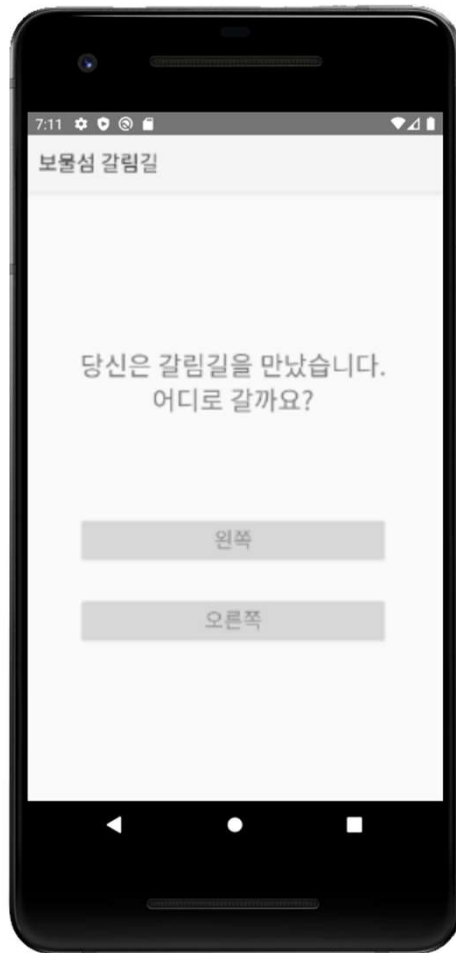 7:11
보물섬 갈림길
당신은 갈림길을 만났습니다.
어디로 갈까요?
왼쪽
오른쪽